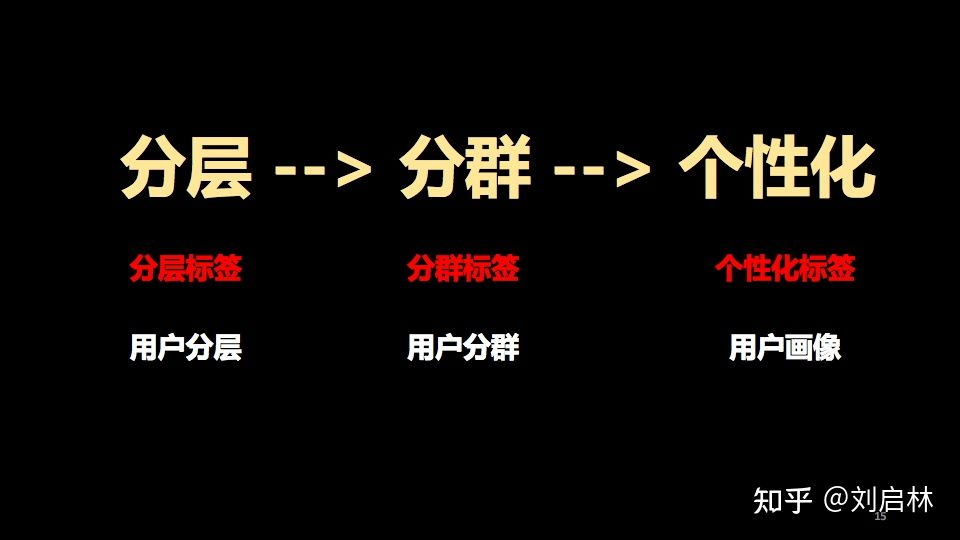 分层 --> 分群 --> 个性化
分层标签 分群标签 个性化标签
用户分层 用户分群 用户画像
知乎 @刘启林
15